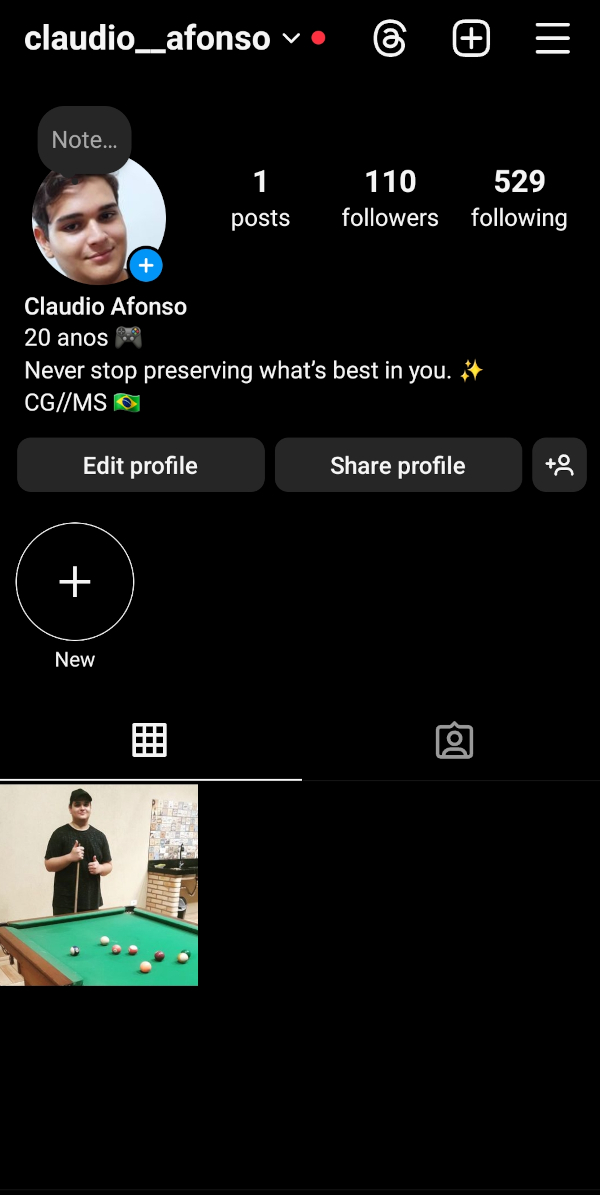 claudio__afonso
Note...
1 110 529
posts followers following
Claudio Afonso
20 anos 🎮
Never stop preserving what’s best in you. ✨
CG//MS 🇧🇷
Edit profile Share profile
New